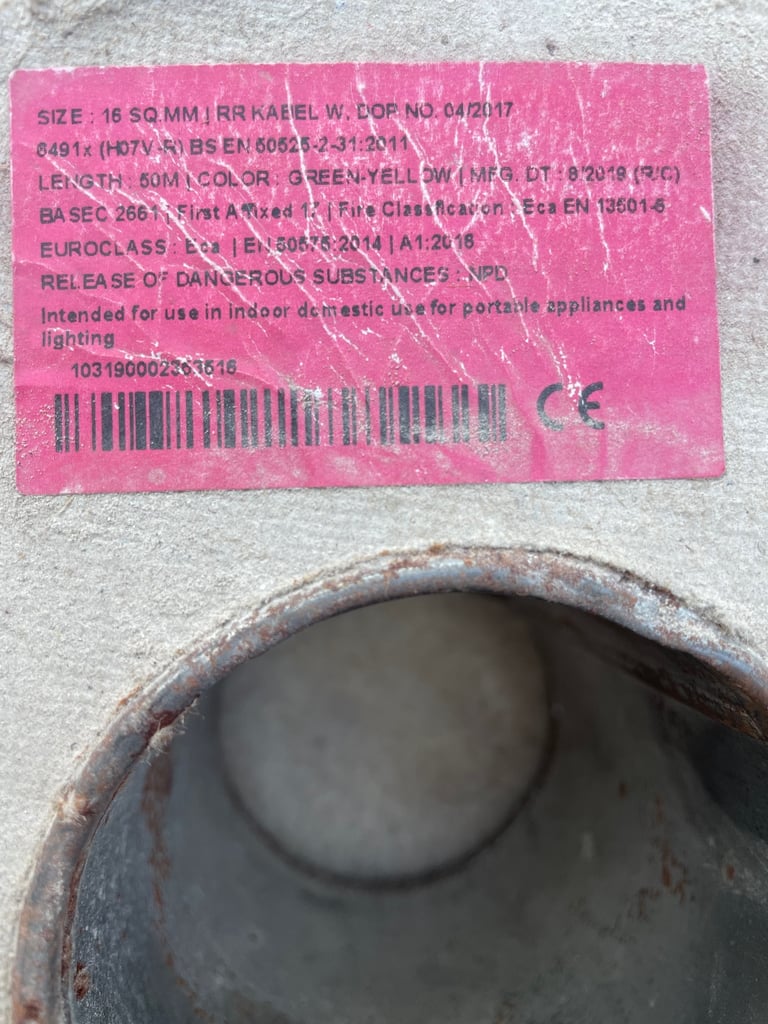 SIZE : 16 SQ.MM | RR KABEL W. DOP NO. 04/2017
6491x (H07V-R) BS EN 50525-2-31:2011
LENGTH : 50M | COLOR : GREEN-YELLOW | MFG. DT : 8/2019 (R/C)
BASEC 2661 | First Affixed 17 | Fire Classfication : Eca EN 13501-6
EUROCLASS : Eca | EN 50575:2014 | A1:2016
RELEASE OF DANGEROUS SUBSTANCES : NPD
Intended for use in indoor domestic use for portable appliances and
lighting
CE